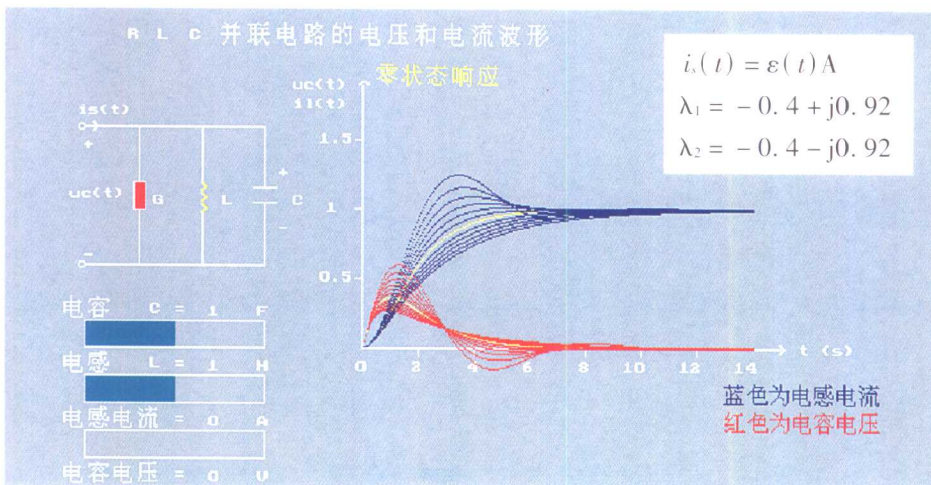 R L C 并联电路的电压和电流波形
零状态响应
uc(t)
il(t)
i_s(t) = ε(t)A
λ₁ = -0.4+j0.92
λ₂ = -0.4-j0.92
is(t)
+
uc(t)
G
L
+
C
-
-
1.5
1
0.5
0 2 4 6 8 10 12 14 t (s)
电容 C = 1 F
电感 L = 1 H
电感电流 = 0 A
电容电压 = 0 V
蓝色为电感电流
红色为电容电压